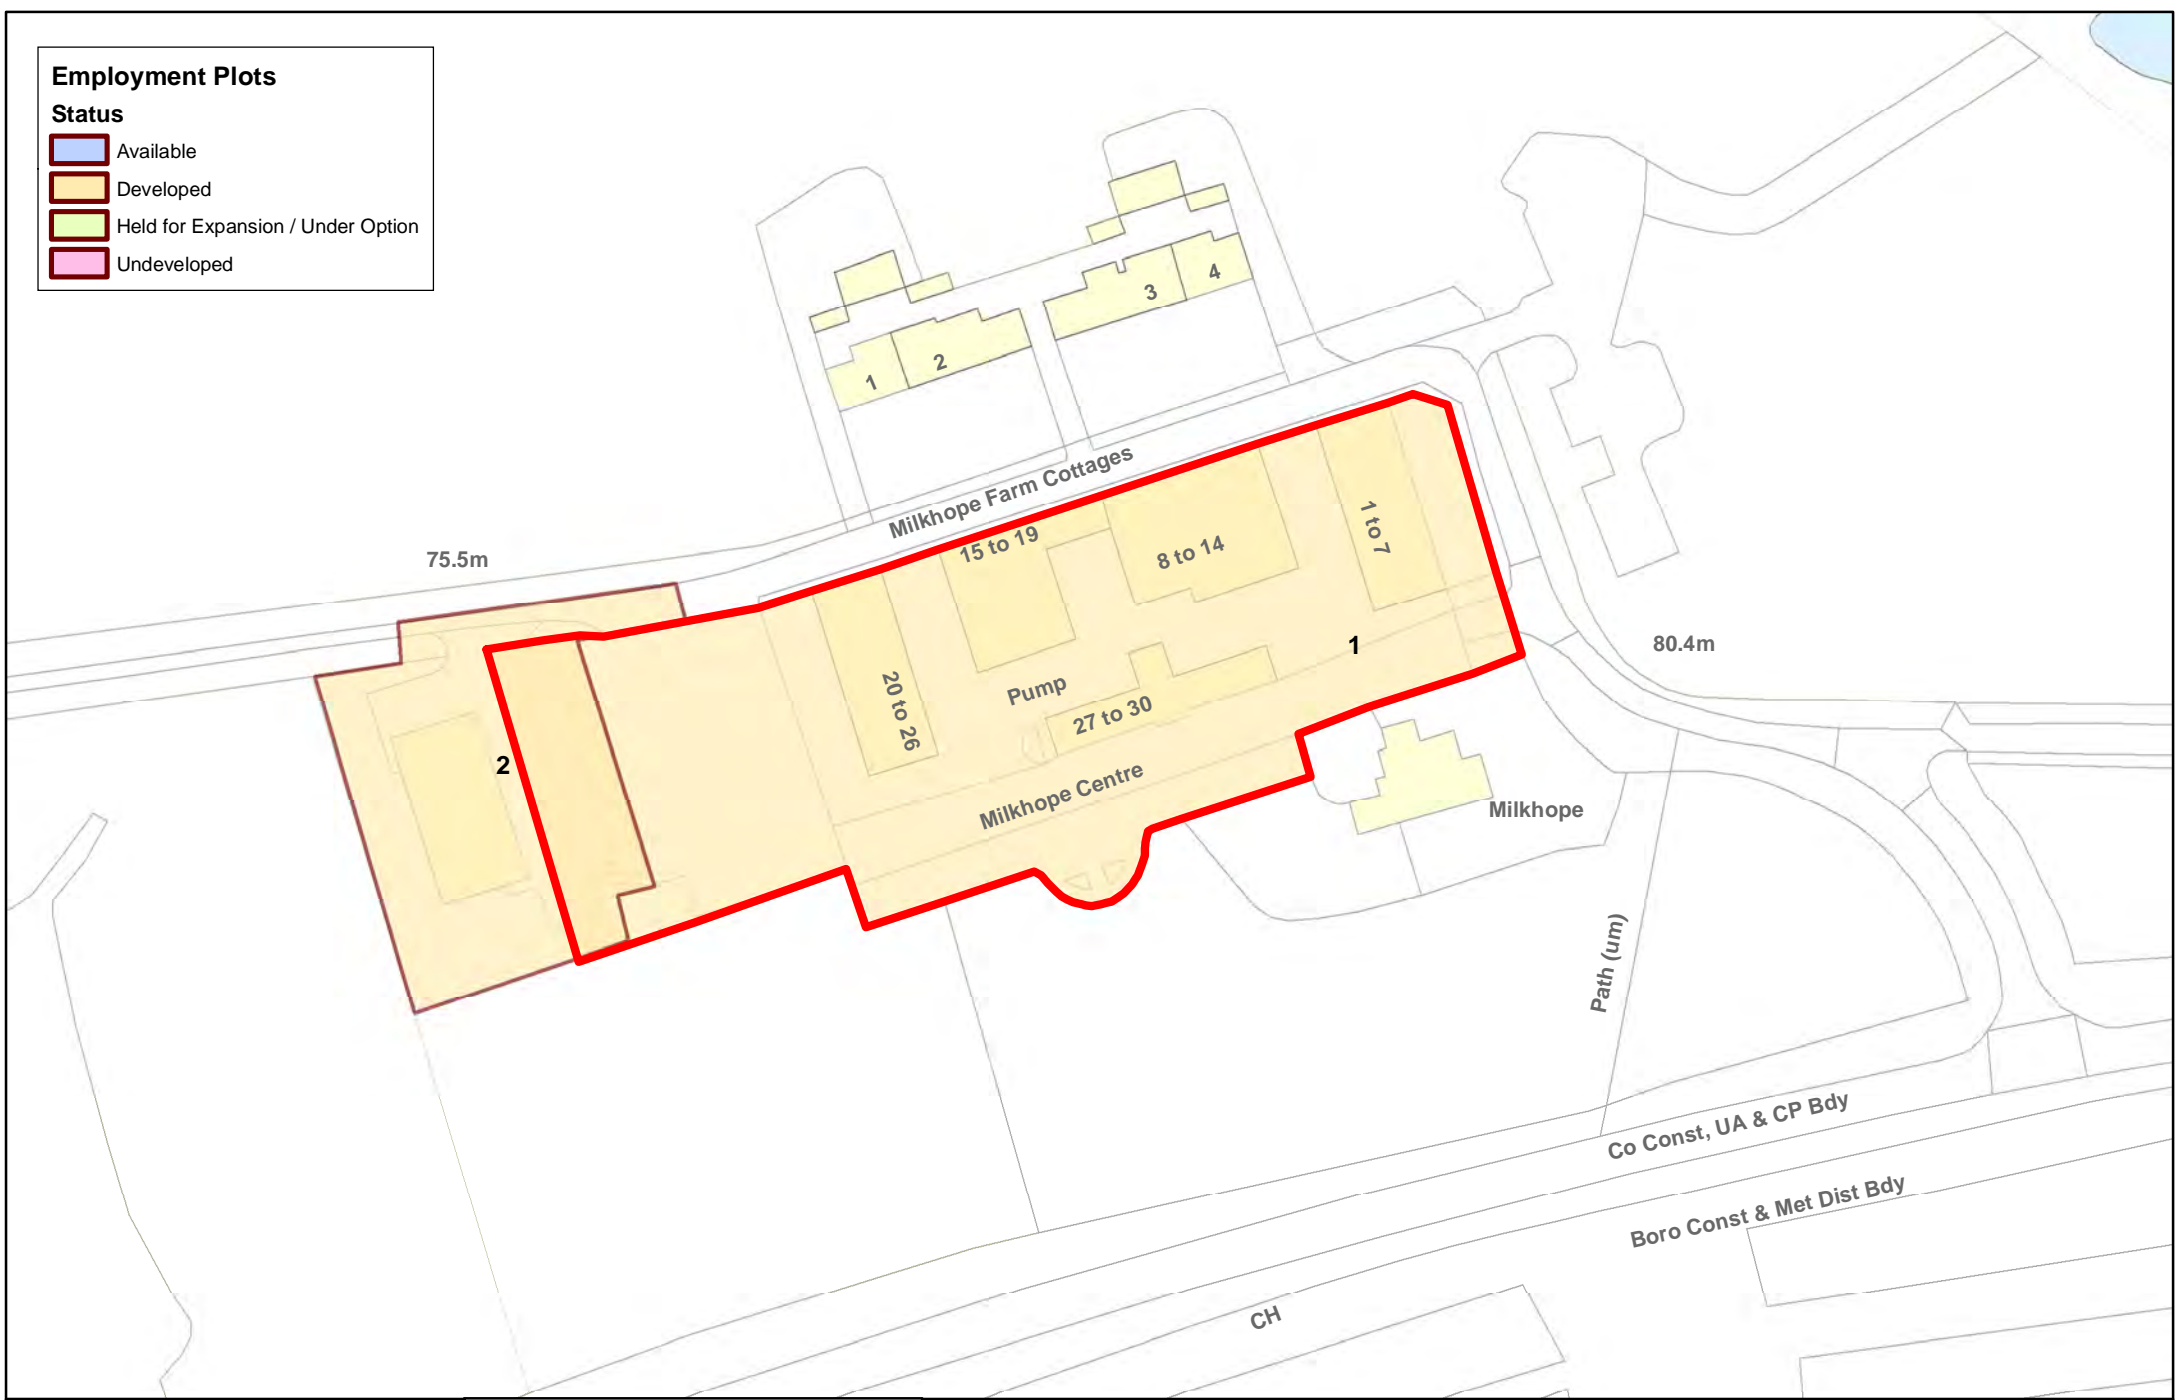 Employment Plots
Status
Available
Developed
Held for Expansion / Under Option
Undeveloped
4
3
2
1
Milkhope Farm Cottages
75.5m
15 to 19
8 to 14
1 to 7
1
80.4m
20 to 26
Pump
27 to 30
2
Milkhope Centre
Milkhope
Path (um)
Co Const, UA & CP Bdy
Boro Const & Met Dist Bdy
CH